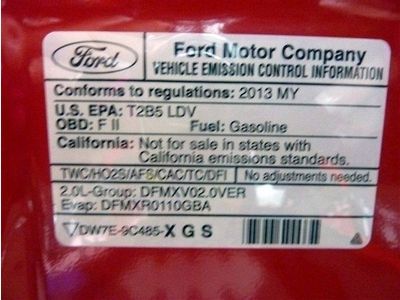 Ford
Ford Motor Company
VEHICLE EMISSION CONTROL INFORMATION
Conforms to regulations: 2013 MY
U.S. EPA: T2B5 LDV
OBD: F II Fuel: Gasoline
California: Not for sale in states with
California emissions standards.
TWC/HO2S/AFS/CAC/TC/DFI No adjustments needed.
2.0L-Group: DFMXV02.0VER
Evap: DFMXR0110GBA
DW7E-9C485-X G S